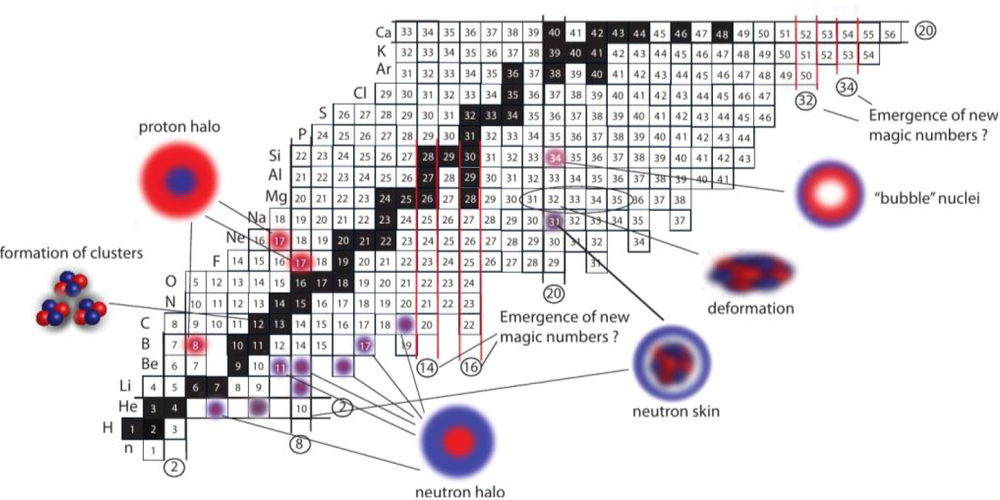 Ca 33 34 35 36 37 38 39 40 41 42 43 44 45 46 47 48 49 50 51 52 53 54 55 56 20
K 32 33 34 35 36 37 38 39 40 41 42 43 44 45 46 47 48 49 50 51 52 53 54
Ar 31 32 33 34 35 36 37 38 39 40 41 42 43 44 45 46 47 48 49 50
Cl 29 30 31 32 33 34 35 36 37 38 39 40 41 42 43 44 45 46 47
32 34
Emergence of new
magic numbers ?
S 26 27 28 29 30 31 32 33 34 35 36 37 38 39 40 41 42 43 44 45 46
proton halo
P 24 25 26 27 28 29 30 31 32 33 34 35 36 37 38 39 40 41 42 43 44
Si 22 23 24 25 26 27 28 29 30 31 32 33 34 35 36 37 38 39 40 41 42 43
Al 21 22 23 24 25 26 27 28 29 30 31 32 33 34 35 36 37 38 39 40 41
Mg 20 21 22 23 24 25 26 27 28 29 30 31 32 33 34 35 36 37 38
"bubble" nuclei
Na 18 19 20 21 22 23 24 25 26 27 28 29 30 31 32 33 34 35 37
Ne 16 17 18 19 20 21 22 23 24 25 26 27 28 29 30 31 32 34
formation of clusters
F 14 15 16 17 18 19 20 21 22 23 24 25 26 27 28 29 31
O 5 12 13 14 15 16 17 18 19 20 21 22 23 24
20
N 10 11 12 13 14 15 16 17 18 19 20 21 22 23
deformation
C 8 9 10 11 12 13 14 15 16 17 18 20 22
Emergence of new
magic numbers ?
B 7 8 10 11 12 14 15 17 19
Be 6 7 9 10 11
14 16
Li 4 5 6 7 8 9
He 3 4 10 2
neutron skin
H 1 2 3
8
n 1
2
neutron halo